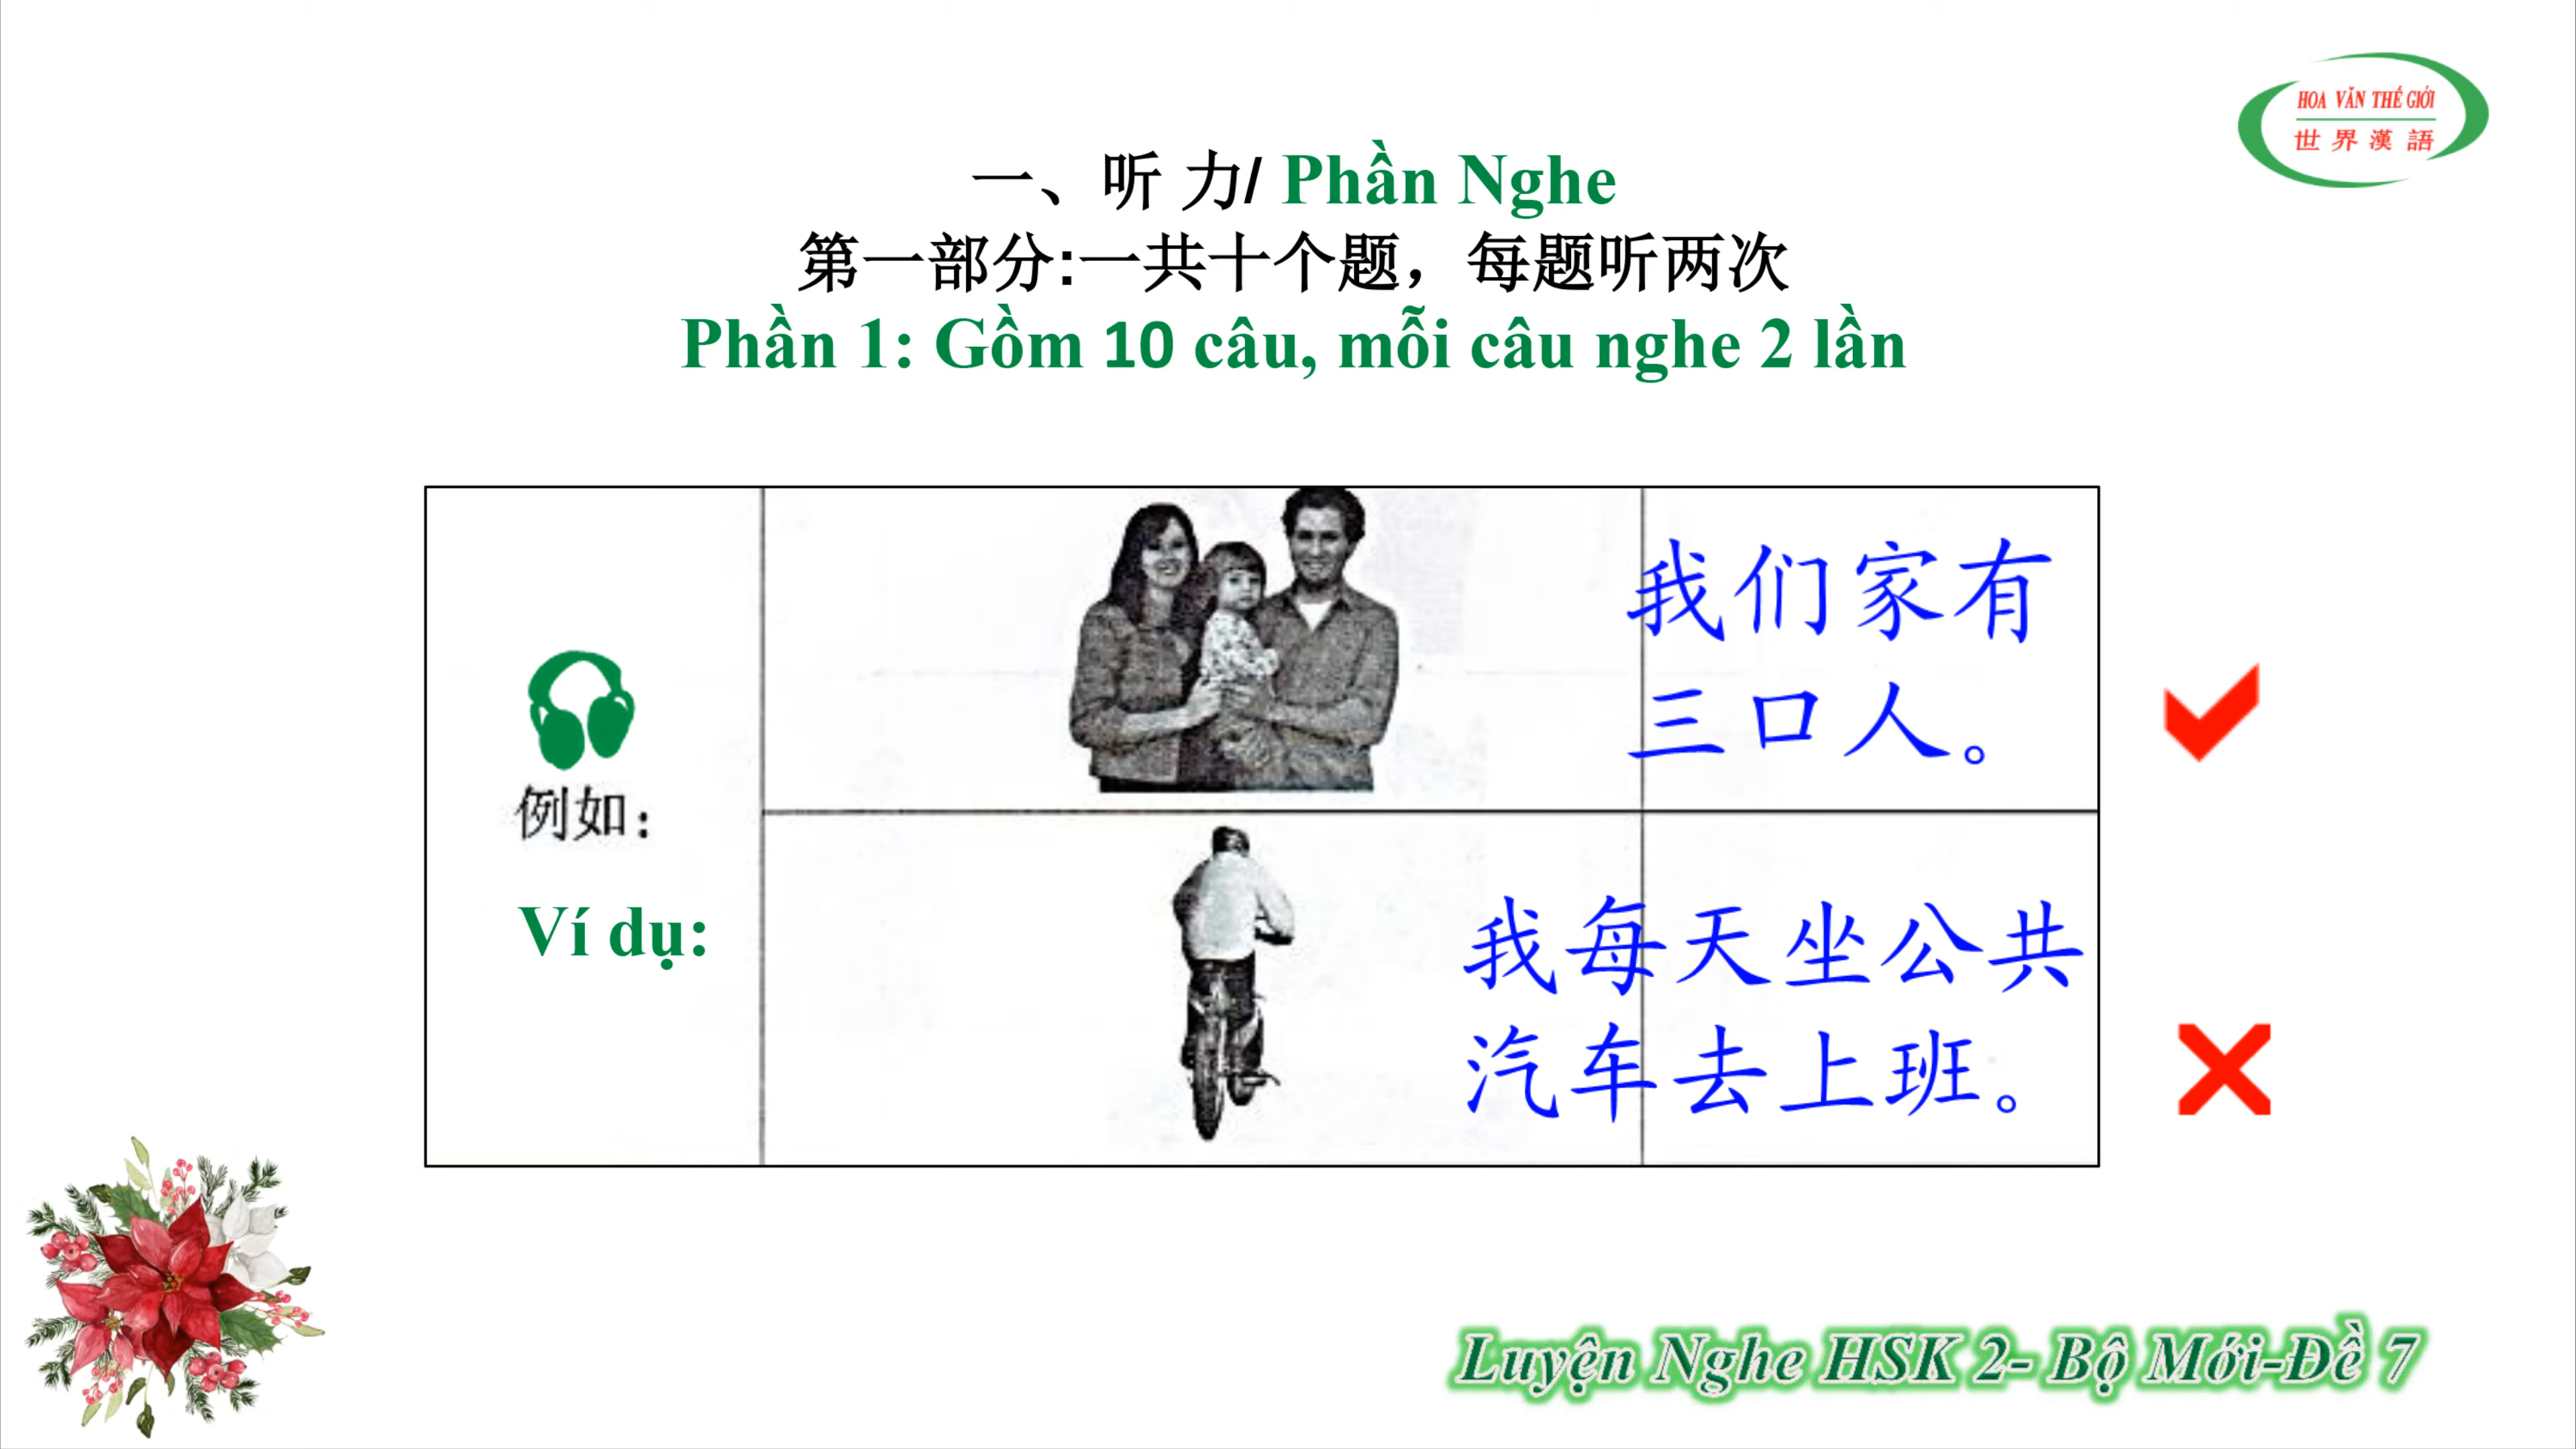 HOA VĂN THẾ GIỚI
世界漢語
一、听 力/ Phần Nghe
第一部分:一共十个题，每题听两次
Phần 1: Gồm 10 câu, mỗi câu nghe 2 lần
我们家有
三口人。
例如：
Ví dụ:
我每天坐公共
汽车去上班。
Luyện Nghe HSK 2- Bộ Mới-Đề 7